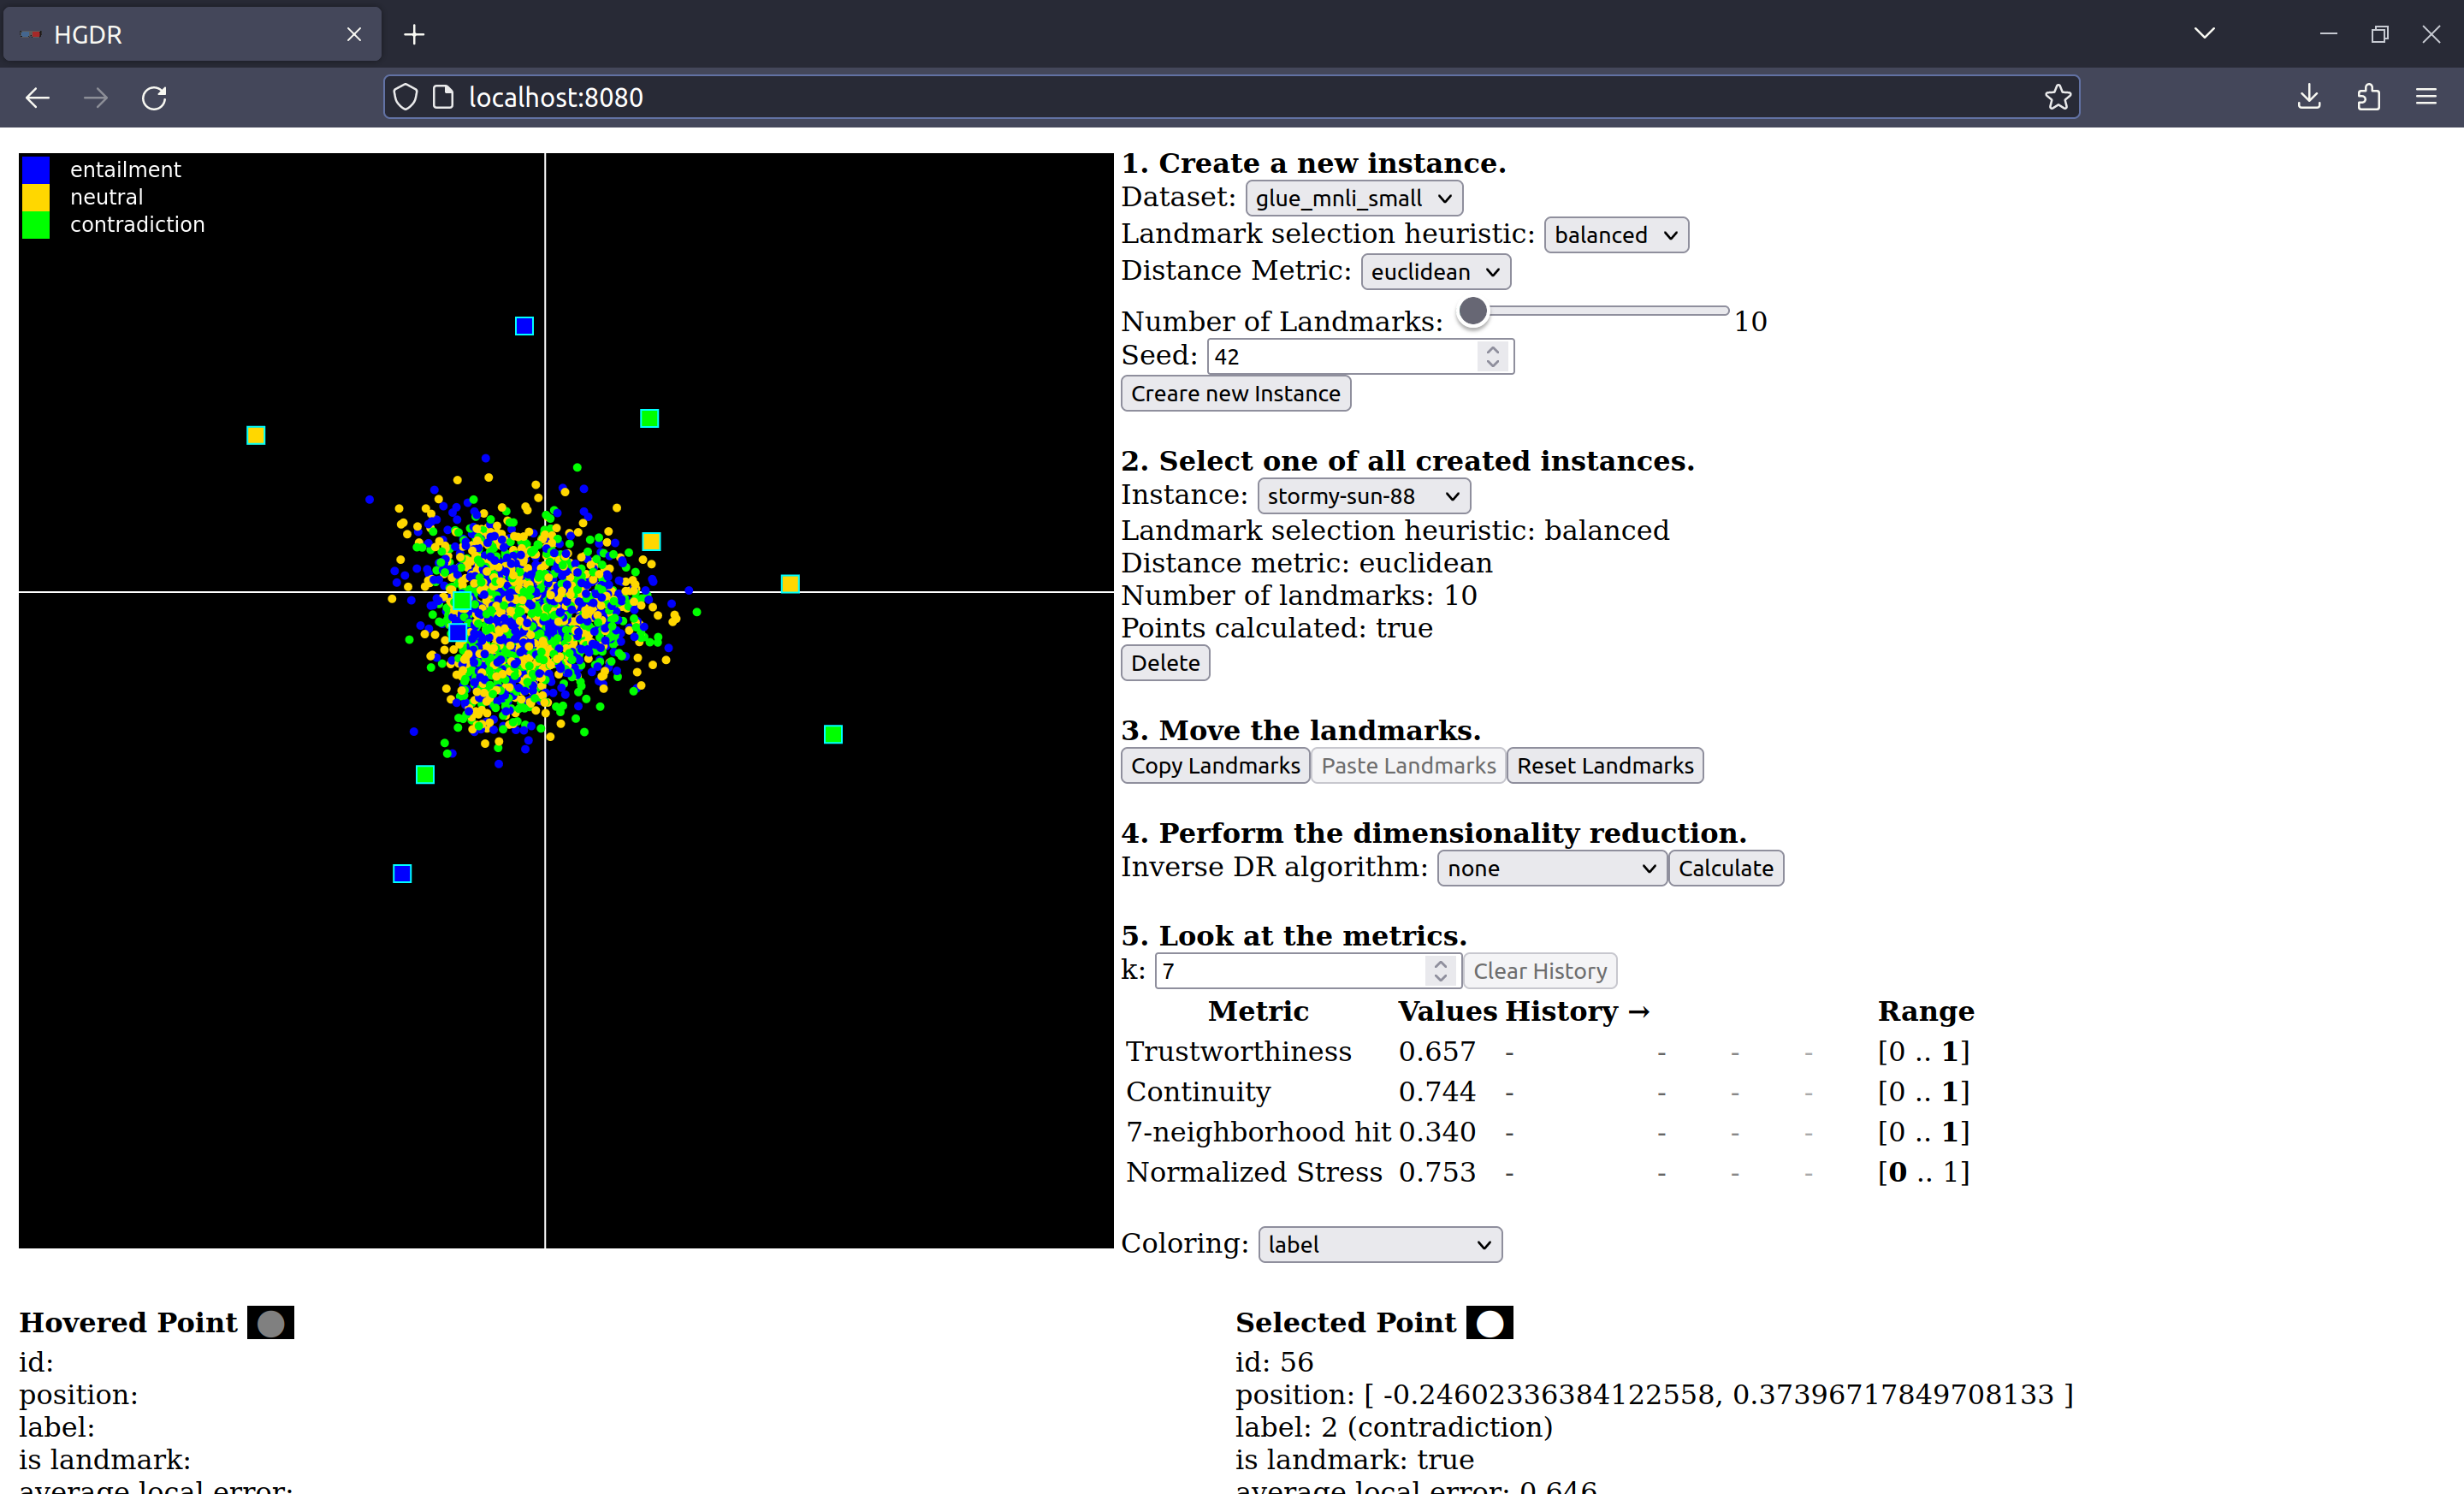 HGDR
localhost:8080
entailment
neutral
contradiction
1. Create a new instance.
Dataset: glue_mnli_small
Landmark selection heuristic: balanced
Distance Metric: euclidean
Number of Landmarks: 10
Seed: 42
Creare new Instance
2. Select one of all created instances.
Instance: stormy-sun-88
Landmark selection heuristic: balanced
Distance metric: euclidean
Number of landmarks: 10
Points calculated: true
Delete
3. Move the landmarks.
Copy Landmarks Paste Landmarks Reset Landmarks
4. Perform the dimensionality reduction.
Inverse DR algorithm: none Calculate
5. Look at the metrics.
k: 7 Clear History
Metric Values History → Range
Trustworthiness 0.657 - - - - [0 .. 1]
Continuity 0.744 - - - - [0 .. 1]
7-neighborhood hit 0.340 - - - - [0 .. 1]
Normalized Stress 0.753 - - - - [0 .. 1]
Coloring: label
Hovered Point
id:
position:
label:
is landmark:
average local error:
Selected Point
id: 56
position: [ -0.24602336384122558, 0.37396717849708133 ]
label: 2 (contradiction)
is landmark: true
average local error: 0.646